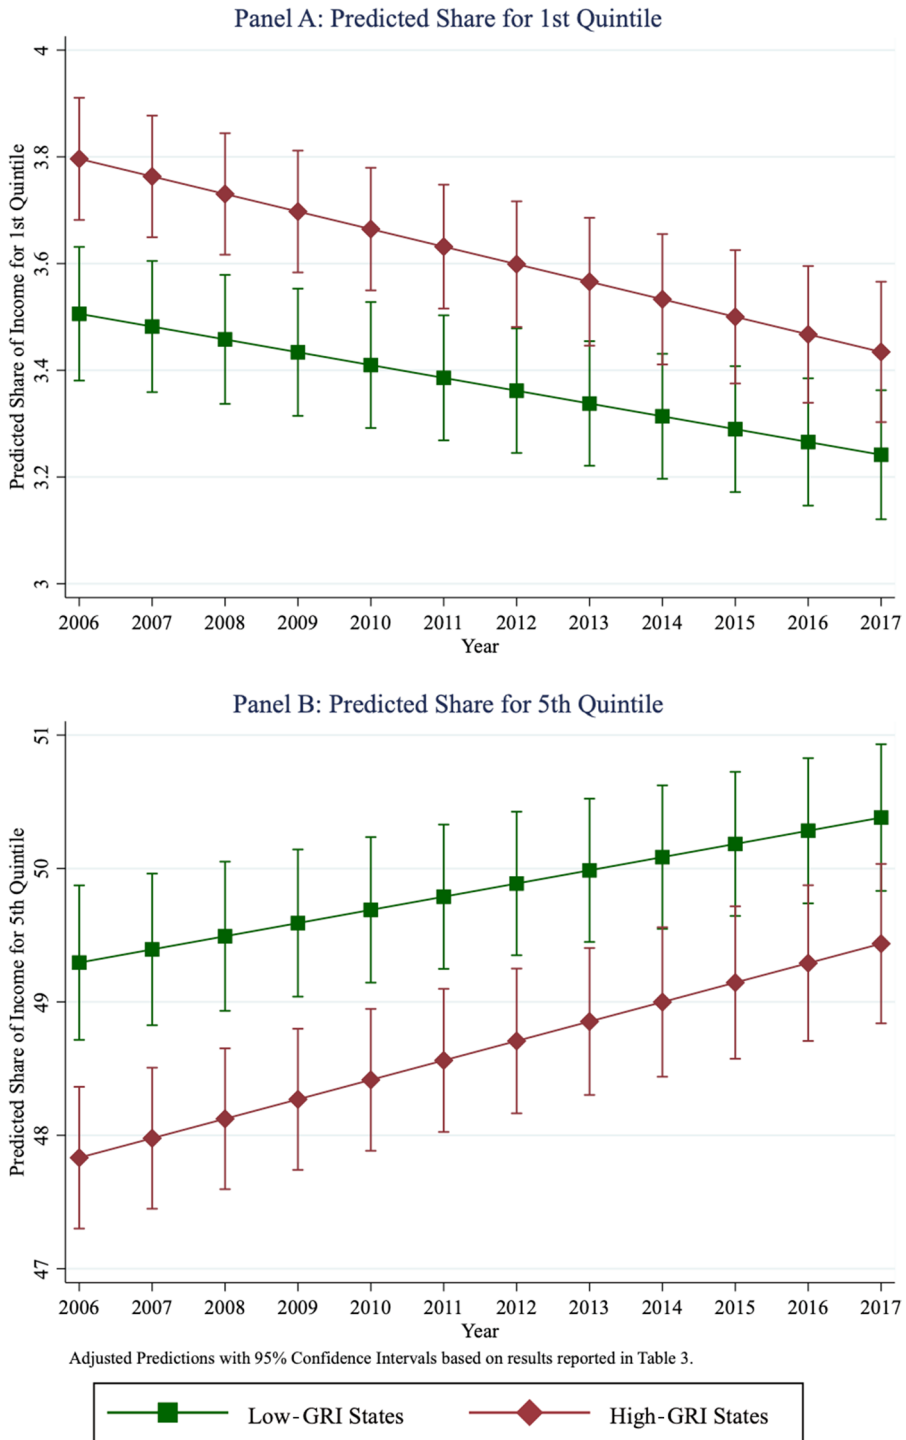 Panel A: Predicted Share for 1st Quintile
Predicted Share of Income for 1st Quintile
4
3.8
3.6
3.4
3.2
3
2006 2007 2008 2009 2010 2011 2012 2013 2014 2015 2016 2017
Year
Panel B: Predicted Share for 5th Quintile
Predicted Share of Income for 5th Quintile
51
50
49
48
47
2006 2007 2008 2009 2010 2011 2012 2013 2014 2015 2016 2017
Year
Adjusted Predictions with 95% Confidence Intervals based on results reported in Table 3.
Low-GRI States High-GRI States